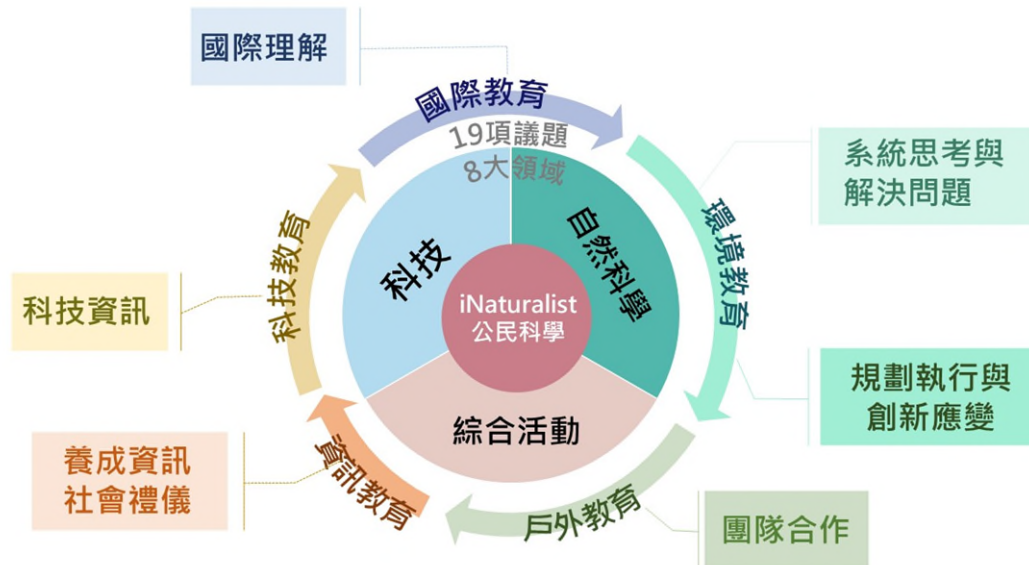 國際理解
國際教育
19項議題
8大領域
系統思考與
解決問題
環境教育
自然科學
科技
科技教育
iNaturalist
公民科學
科技資訊
規劃執行與
創新應變
綜合活動
養成資訊
社會禮儀
資訊教育
戶外教育
團隊合作